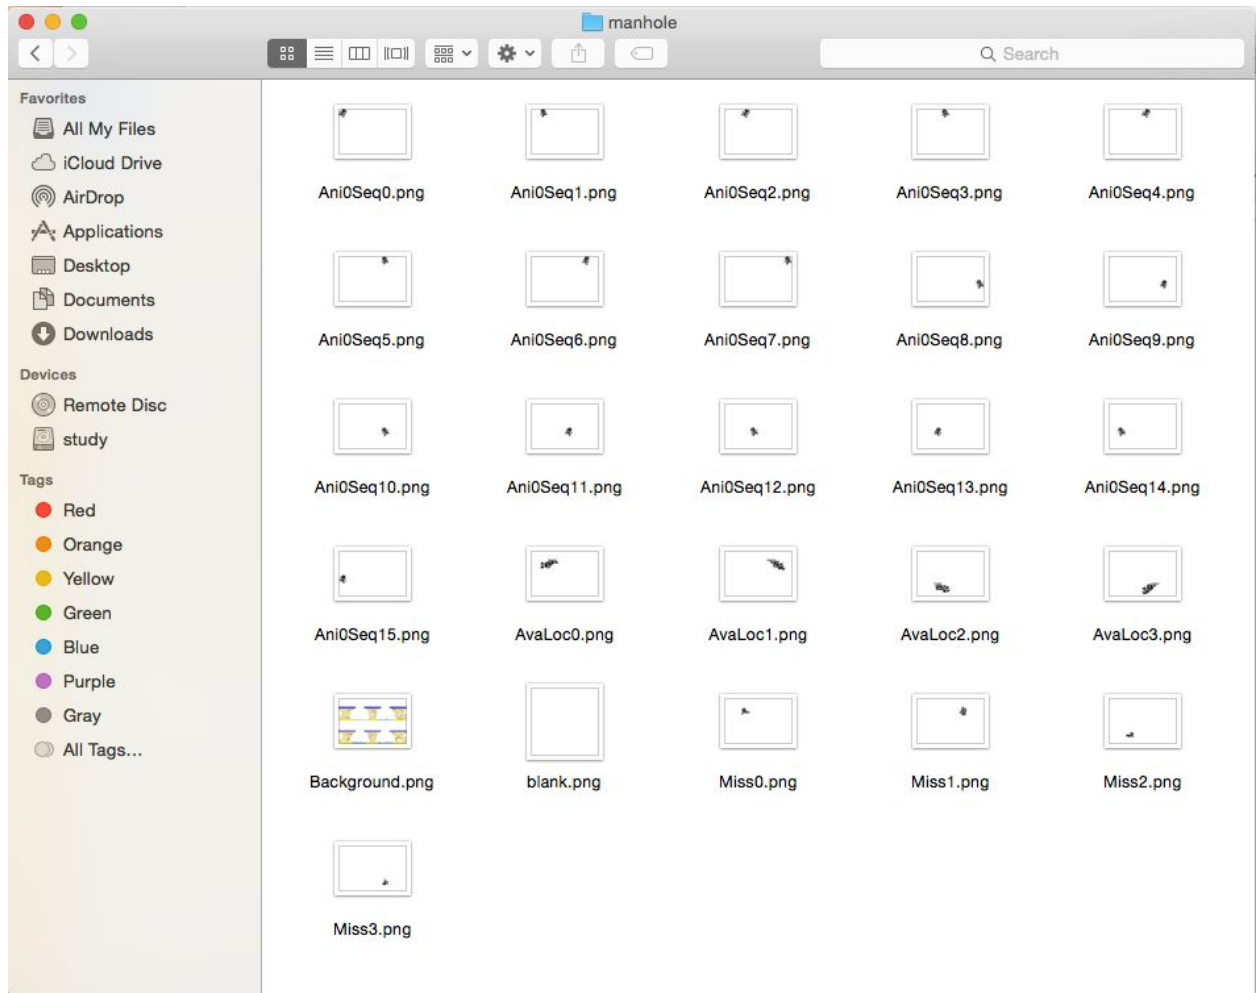 manhole
Search
Favorites
All My Files
iCloud Drive
AirDrop
Applications
Desktop
Documents
Downloads
Devices
Remote Disc
study
Tags
Red
Orange
Yellow
Green
Blue
Purple
Gray
All Tags...
Ani0Seq0.png Ani0Seq1.png Ani0Seq2.png Ani0Seq3.png Ani0Seq4.png
Ani0Seq5.png Ani0Seq6.png Ani0Seq7.png Ani0Seq8.png Ani0Seq9.png
Ani0Seq10.png Ani0Seq11.png Ani0Seq12.png Ani0Seq13.png Ani0Seq14.png
Ani0Seq15.png AvaLoc0.png AvaLoc1.png AvaLoc2.png AvaLoc3.png
Background.png blank.png Miss0.png Miss1.png Miss2.png
Miss3.png